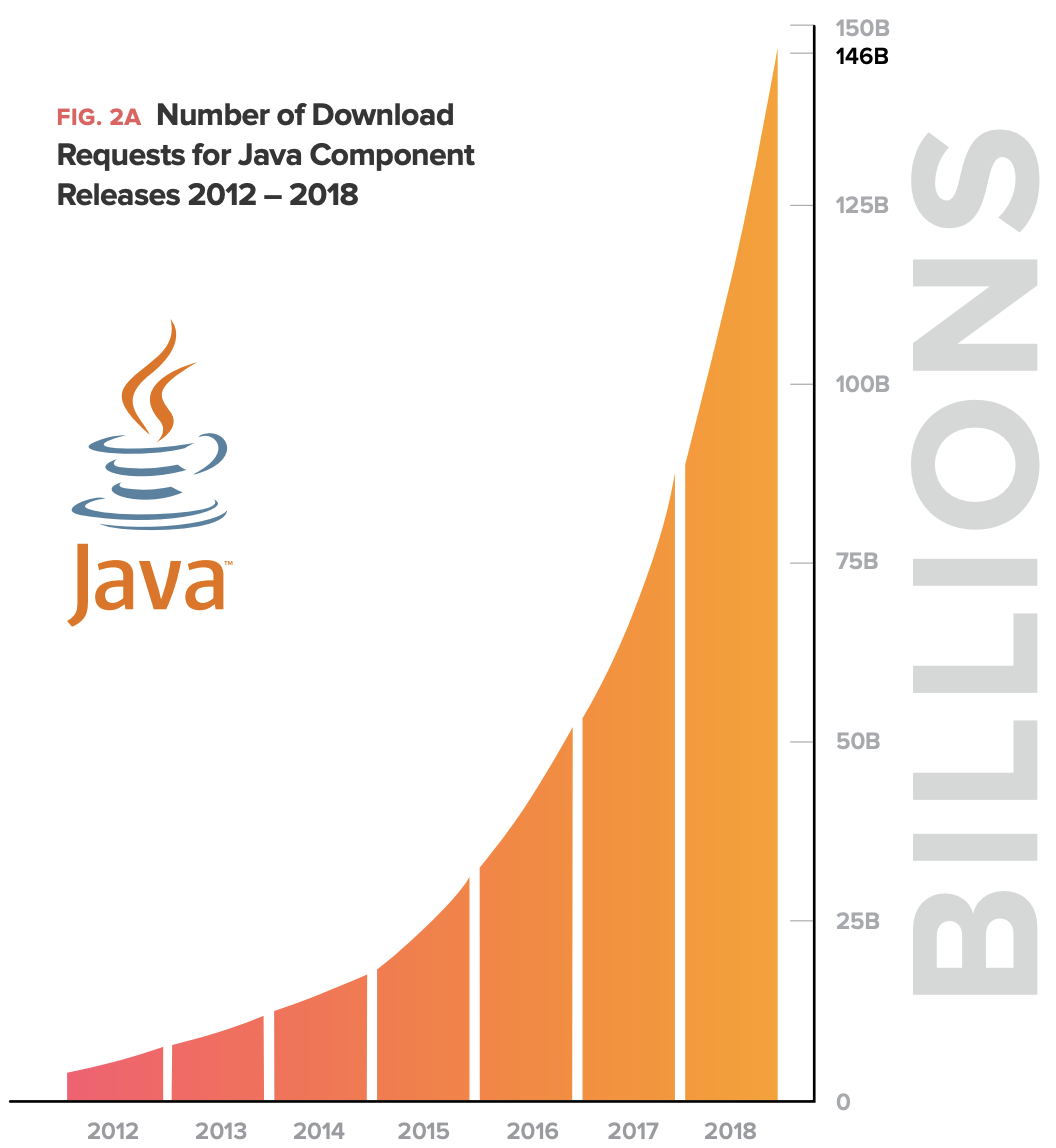 FIG. 2A Number of Download
Requests for Java Component
Releases 2012 – 2018
Java™
150B
146B
125B
100B
75B
50B
25B
0
BILLIONS
2012 2013 2014 2015 2016 2017 2018